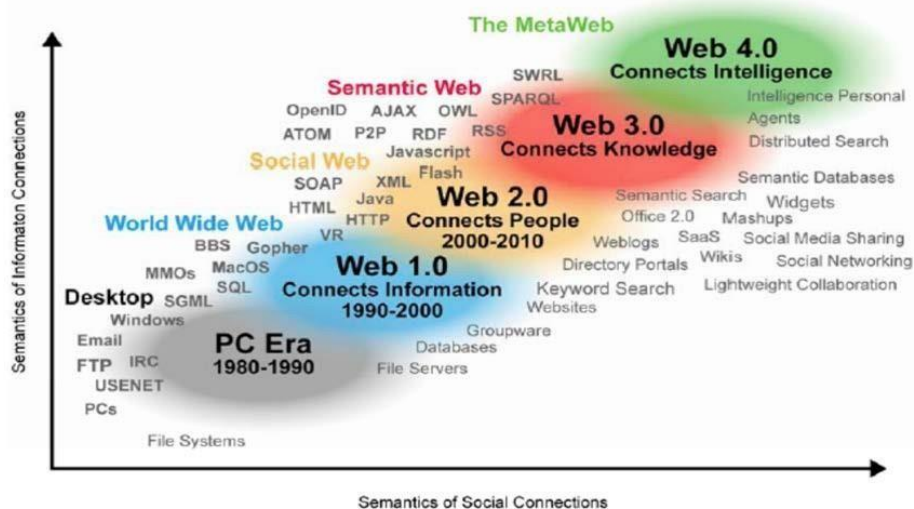 The MetaWeb
Web 4.0
Connects Intelligence
SWRL
Semantic Web
SPARQL
Intelligence Personal
Agents
OpenID AJAX OWL
Web 3.0
Connects Knowledge
ATOM P2P RDF RSS
Distributed Search
Javascript
Social Web
Flash
Semantic Databases
SOAP XML
Web 2.0
Connects People
2000-2010
Semantic Search
Widgets
HTML Java
Office 2.0 Mashups
HTTP
World Wide Web
VR
Weblogs SaaS Social Media Sharing
BBS Gopher
Web 1.0
Connects Information
1990-2000
Directory Portals Wikis Social Networking
MMOs MacOS
SQL
Keyword Search Lightweight Collaboration
Desktop SGML
Websites
Windows
Groupware
Email
PC Era
1980-1990
Databases
FTP IRC
File Servers
USENET
PCs
File Systems
Semantics of Informaton Connections
Semantics of Social Connections